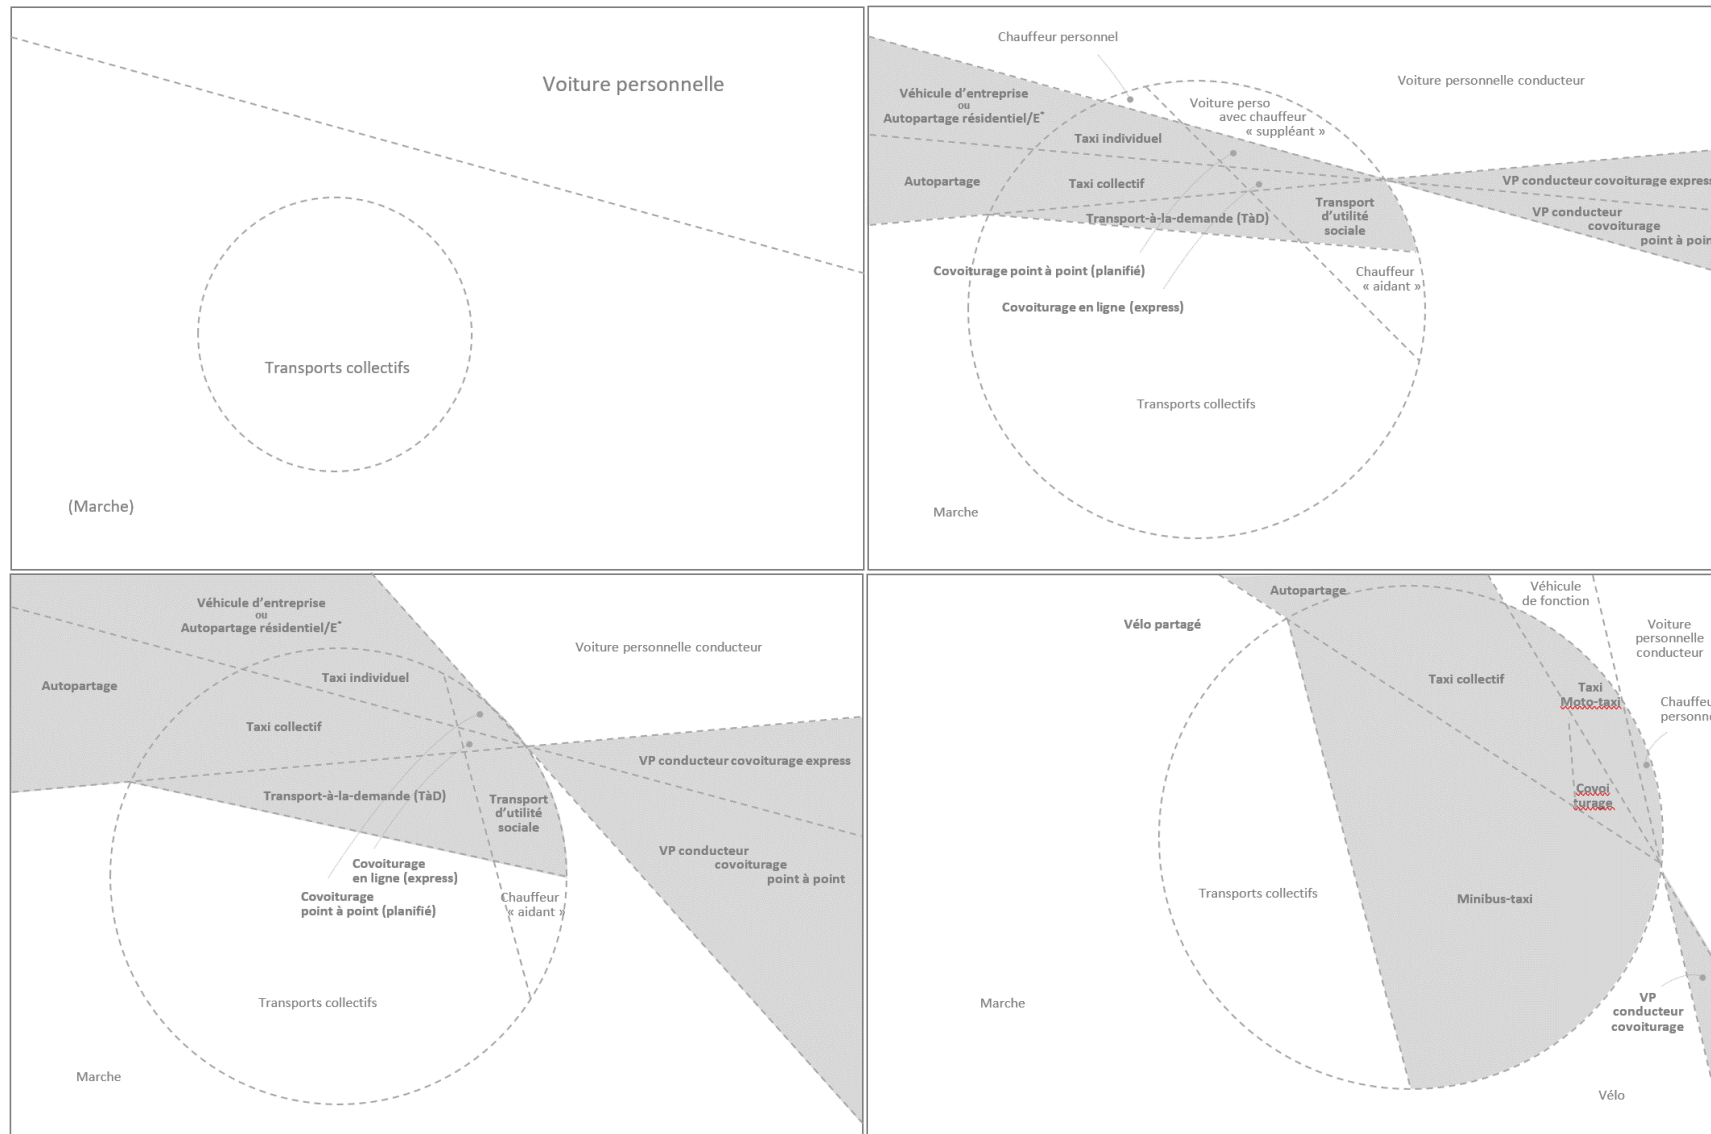 Voiture personnelle
Transports collectifs
(Marche)
Chauffeur personnel
Voiture personnelle conducteur
Véhicule d’entreprise
ou
Autopartage résidentiel/E*
Voiture perso
avec chauffeur
« suppléant »
Taxi individuel
Autopartage
Taxi collectif
VP conducteur covoiturage express
Transport
d’utilité
sociale
Transport-à-la-demande (TàD)
VP conducteur
covoiturage
point à point
Covoiturage point à point (planifié)
Chauffeur
« aidant »
Covoiturage en ligne (express)
Transports collectifs
Marche
Véhicule d’entreprise
ou
Autopartage résidentiel/E*
Voiture personnelle conducteur
Taxi individuel
Autopartage
Taxi collectif
VP conducteur covoiturage express
Transport-à-la-demande (TàD)
Transport
d’utilité
sociale
VP conducteur
covoiturage
point à point
Covoiturage
en ligne (express)
Covoiturage
point à point (planifié)
Chauffeur
« aidant »
Transports collectifs
Marche
Autopartage
Véhicule
de fonction
Vélo partagé
Voiture
personnelle
conducteur
Taxi collectif
Taxi
Moto-taxi
Chauffeu
personn
Covoi
turage
Transports collectifs
Minibus-taxi
Marche
VP
conducteur
covoiturage
Vélo